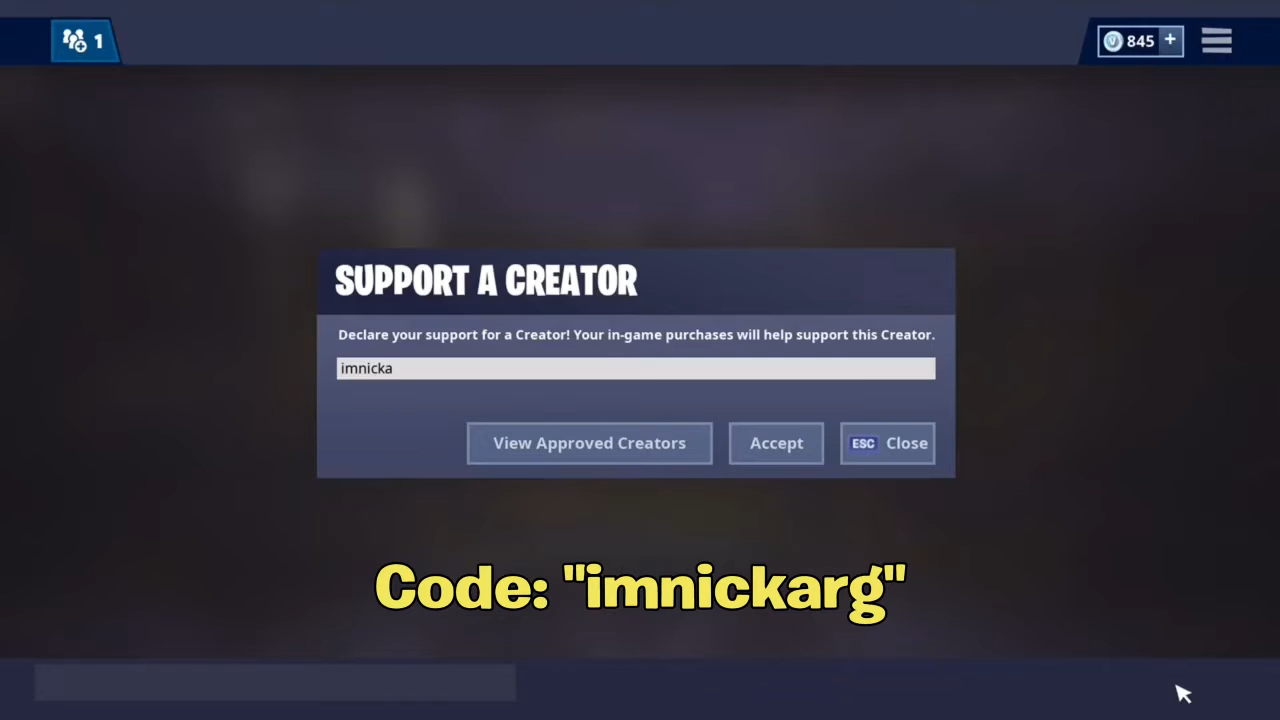 1
845 +
SUPPORT A CREATOR
Declare your support for a Creator! Your in-game purchases will help support this Creator.
imnicka
View Approved Creators
Accept
ESC Close
Code: "imnickarg"